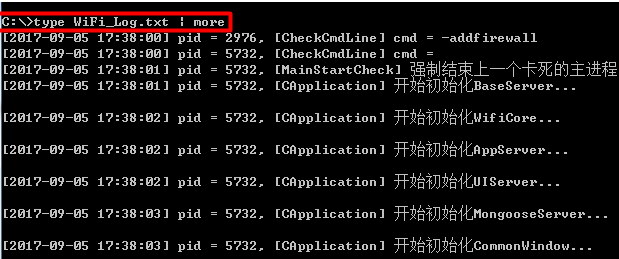 C:\>type WiFi_Log.txt | more
[2017-09-05 17:38:00] pid = 2976, [CheckCmdLine] cmd = -addfirewall
[2017-09-05 17:38:00] pid = 5732, [CheckCmdLine] cmd =
[2017-09-05 17:38:01] pid = 5732, [MainStartCheck] 强制结束上一个卡死的主进程
[2017-09-05 17:38:01] pid = 5732, [CApplication] 开始初始化BaseServer...
[2017-09-05 17:38:02] pid = 5732, [CApplication] 开始初始化WifiCore...
[2017-09-05 17:38:02] pid = 5732, [CApplication] 开始初始化AppServer...
[2017-09-05 17:38:02] pid = 5732, [CApplication] 开始初始化UIServer...
[2017-09-05 17:38:03] pid = 5732, [CApplication] 开始初始化MongooseServer...
[2017-09-05 17:38:03] pid = 5732, [CApplication] 开始初始化CommonWindow...